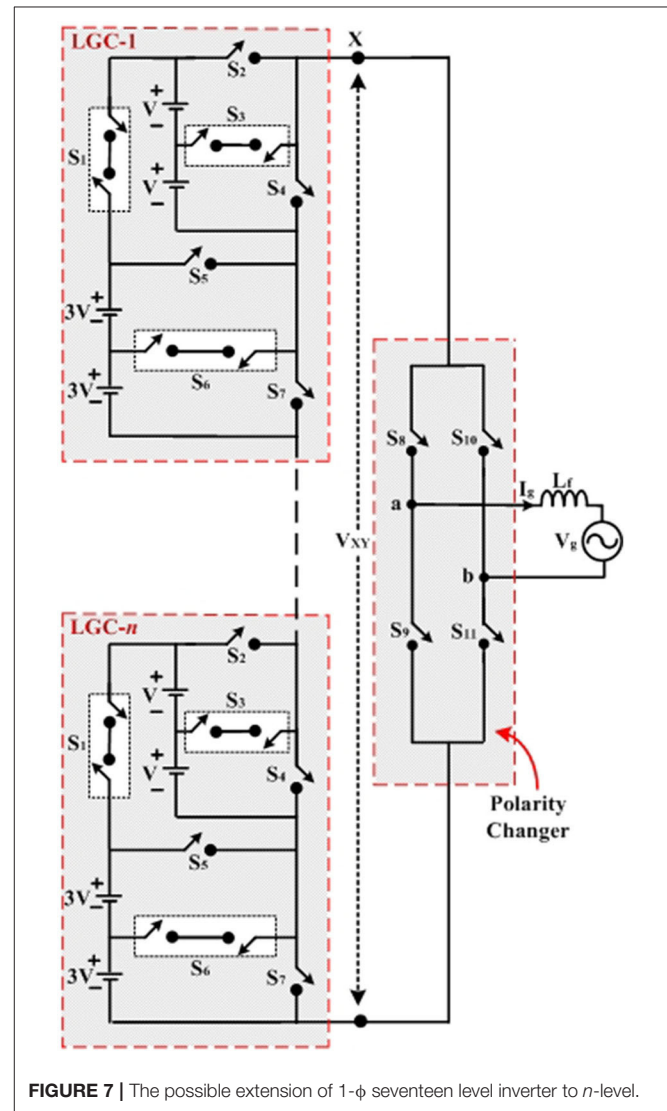 LGC-1
X
S2
+
V
−
S3
S1
+
V
−
S4
S5
+
3V
−
S6
+
3V
−
S7
S8
S10
Ig
Lf
a
VXY
Vg
b
S9
S11
LGC-n
S2
+
V
−
S3
S1
+
V
−
S4
S5
+
3V
−
S6
+
3V
−
S7
Polarity
Changer
FIGURE 7 | The possible extension of 1-ϕ seventeen level inverter to n-level.